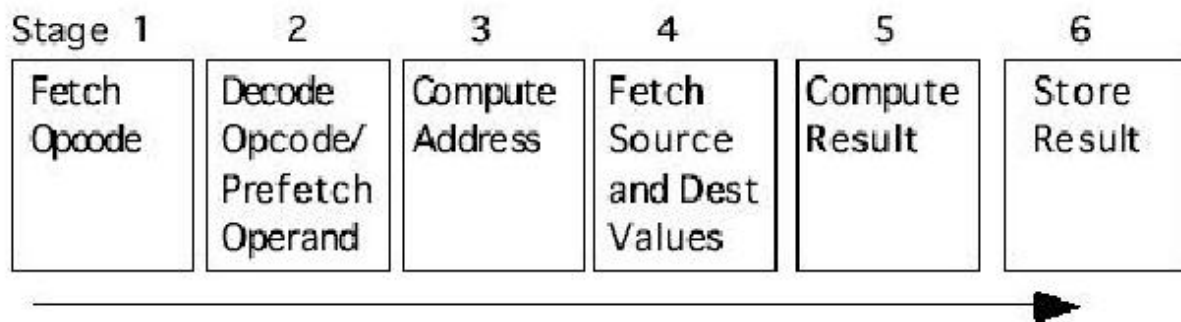 Stage 1 2 3 4 5 6
Fetch
Opcode
Decode
Opcode/
Prefetch
Operand
Compute
Address
Fetch
Source
and Dest
Values
Compute
Result
Store
Result